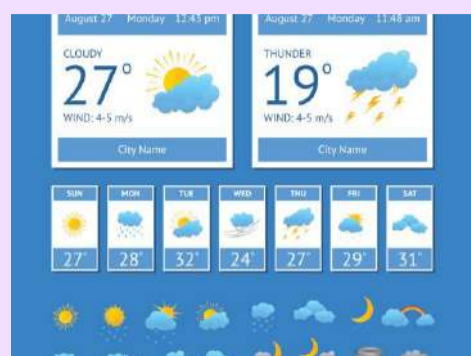 August 27 Monday 12:43 pm
CLOUDY
27°
WIND: 4-5 m/s
City Name
August 27 Monday 11:48 am
THUNDER
19°
WIND: 4-5 m/s
City Name
SUN MON TUE WED THU FRI SAT
27° 28° 32° 24° 27° 29° 31°